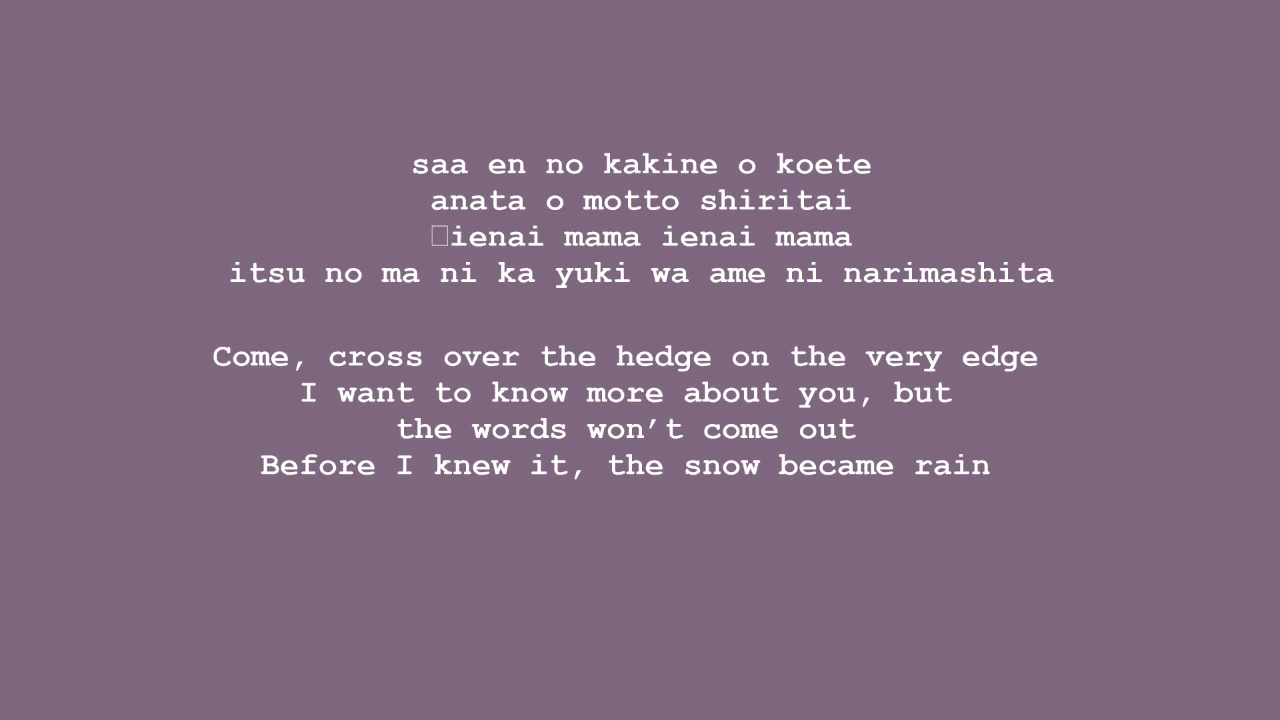 saa en no kakine o koete
anata o motto shiritai
□ienai mama ienai mama
itsu no ma ni ka yuki wa ame ni narimashita
Come, cross over the hedge on the very edge
I want to know more about you, but
the words won’t come out
Before I knew it, the snow became rain